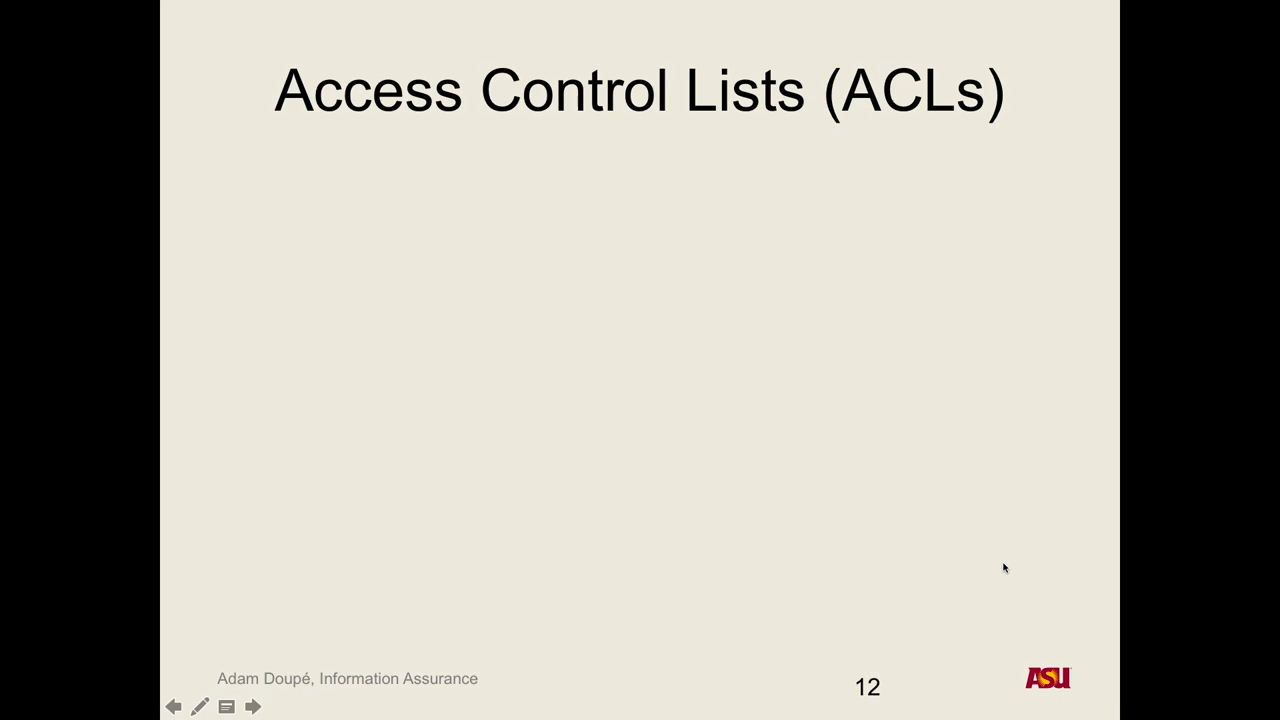 Access Control Lists (ACLs)
Adam Doupé, Information Assurance
12
ASU